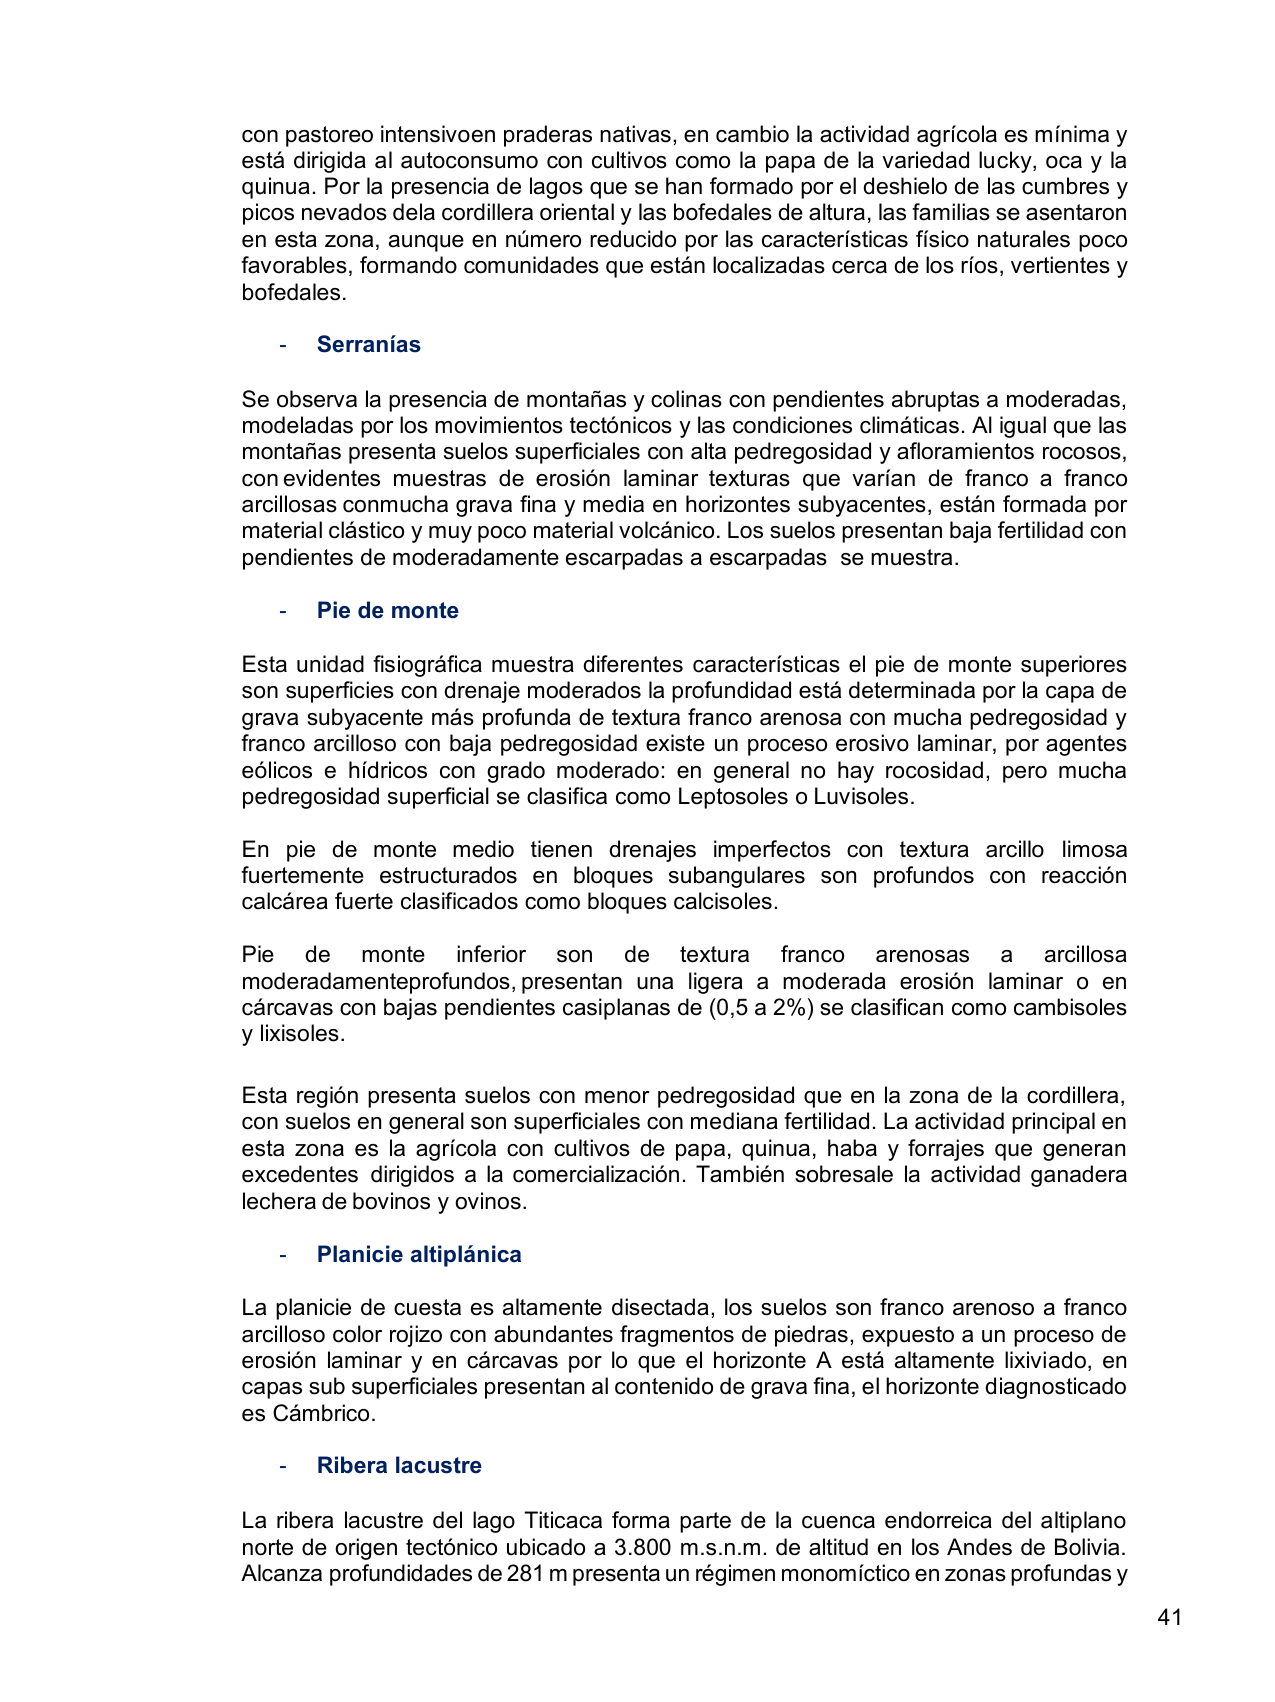 con pastoreo intensivoen praderas nativas, en cambio la actividad agrícola es mínima y
está dirigida al autoconsumo con cultivos como la papa de la variedad lucky, oca y la
quinua. Por la presencia de lagos que se han formado por el deshielo de las cumbres y
picos nevados dela cordillera oriental y las bofedales de altura, las familias se asentaron
en esta zona, aunque en número reducido por las características físico naturales poco
favorables, formando comunidades que están localizadas cerca de los ríos, vertientes y
bofedales.
- Serranías
Se observa la presencia de montañas y colinas con pendientes abruptas a moderadas,
modeladas por los movimientos tectónicos y las condiciones climáticas. Al igual que las
montañas presenta suelos superficiales con alta pedregosidad y afloramientos rocosos,
con evidentes muestras de erosión laminar texturas que varían de franco a franco
arcillosas conmucha grava fina y media en horizontes subyacentes, están formada por
material clástico y muy poco material volcánico. Los suelos presentan baja fertilidad con
pendientes de moderadamente escarpadas a escarpadas  se muestra.
- Pie de monte
Esta unidad fisiográfica muestra diferentes características el pie de monte superiores
son superficies con drenaje moderados la profundidad está determinada por la capa de
grava subyacente más profunda de textura franco arenosa con mucha pedregosidad y
franco arcilloso con baja pedregosidad existe un proceso erosivo laminar, por agentes
eólicos e hídricos con grado moderado: en general no hay rocosidad, pero mucha
pedregosidad superficial se clasifica como Leptosoles o Luvisoles.
En pie de monte medio tienen drenajes imperfectos con textura arcillo limosa
fuertemente estructurados en bloques subangulares son profundos con reacción
calcárea fuerte clasificados como bloques calcisoles.
Pie de monte inferior son de textura franco arenosas a arcillosa
moderadamenteprofundos, presentan una ligera a moderada erosión laminar o en
cárcavas con bajas pendientes casiplanas de (0,5 a 2%) se clasifican como cambisoles
y lixisoles.
Esta región presenta suelos con menor pedregosidad que en la zona de la cordillera,
con suelos en general son superficiales con mediana fertilidad. La actividad principal en
esta zona es la agrícola con cultivos de papa, quinua, haba y forrajes que generan
excedentes dirigidos a la comercialización. También sobresale la actividad ganadera
lechera de bovinos y ovinos.
- Planicie altiplánica
La planicie de cuesta es altamente disectada, los suelos son franco arenoso a franco
arcilloso color rojizo con abundantes fragmentos de piedras, expuesto a un proceso de
erosión laminar y en cárcavas por lo que el horizonte A está altamente lixiviado, en
capas sub superficiales presentan al contenido de grava fina, el horizonte diagnosticado
es Cámbrico.
- Ribera lacustre
La ribera lacustre del lago Titicaca forma parte de la cuenca endorreica del altiplano
norte de origen tectónico ubicado a 3.800 m.s.n.m. de altitud en los Andes de Bolivia.
Alcanza profundidades de 281 m presenta un régimen monomíctico en zonas profundas y
41